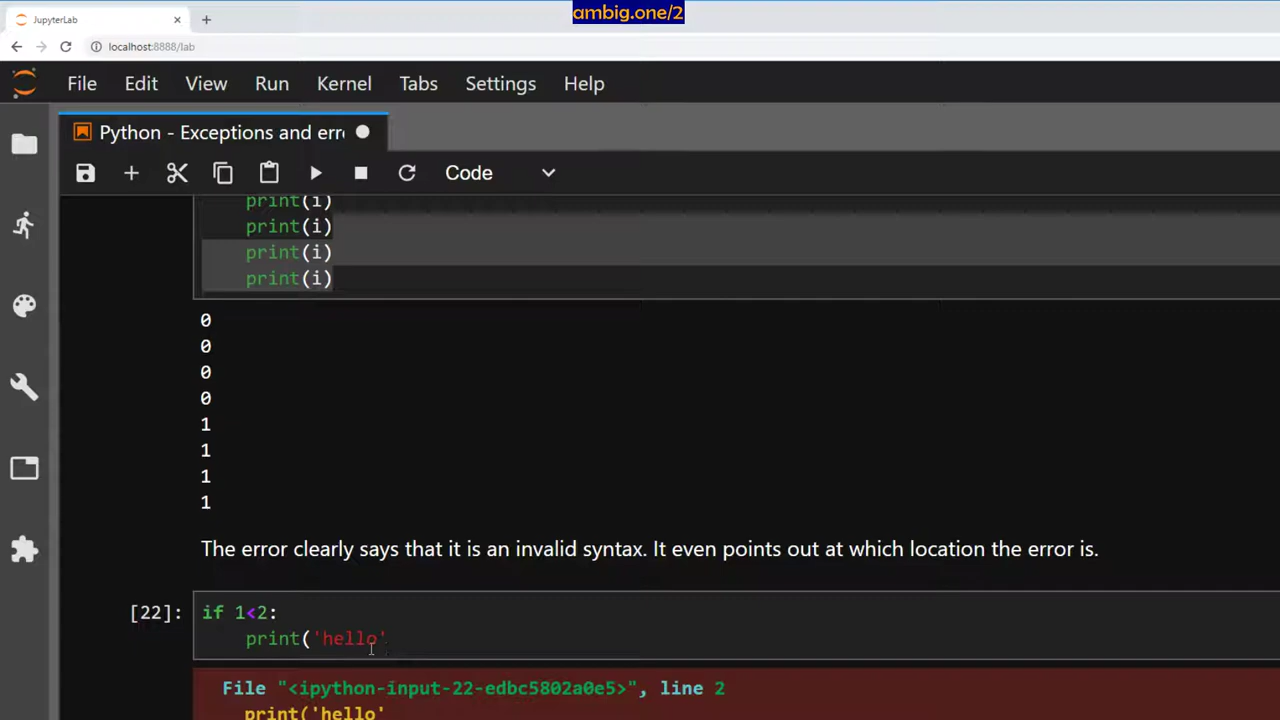 ambig.one/2
JupyterLab
localhost:8888/lab
File Edit View Run Kernel Tabs Settings Help
Python - Exceptions and erre
Code
print(i)
print(i)
print(i)
print(i)
0
0
0
0
1
1
1
1
The error clearly says that it is an invalid syntax. It even points out at which location the error is.
[22]: if 1<2:
print('hello'
File "<ipython-input-22-edbc5802a0e5>", line 2
print('hello'